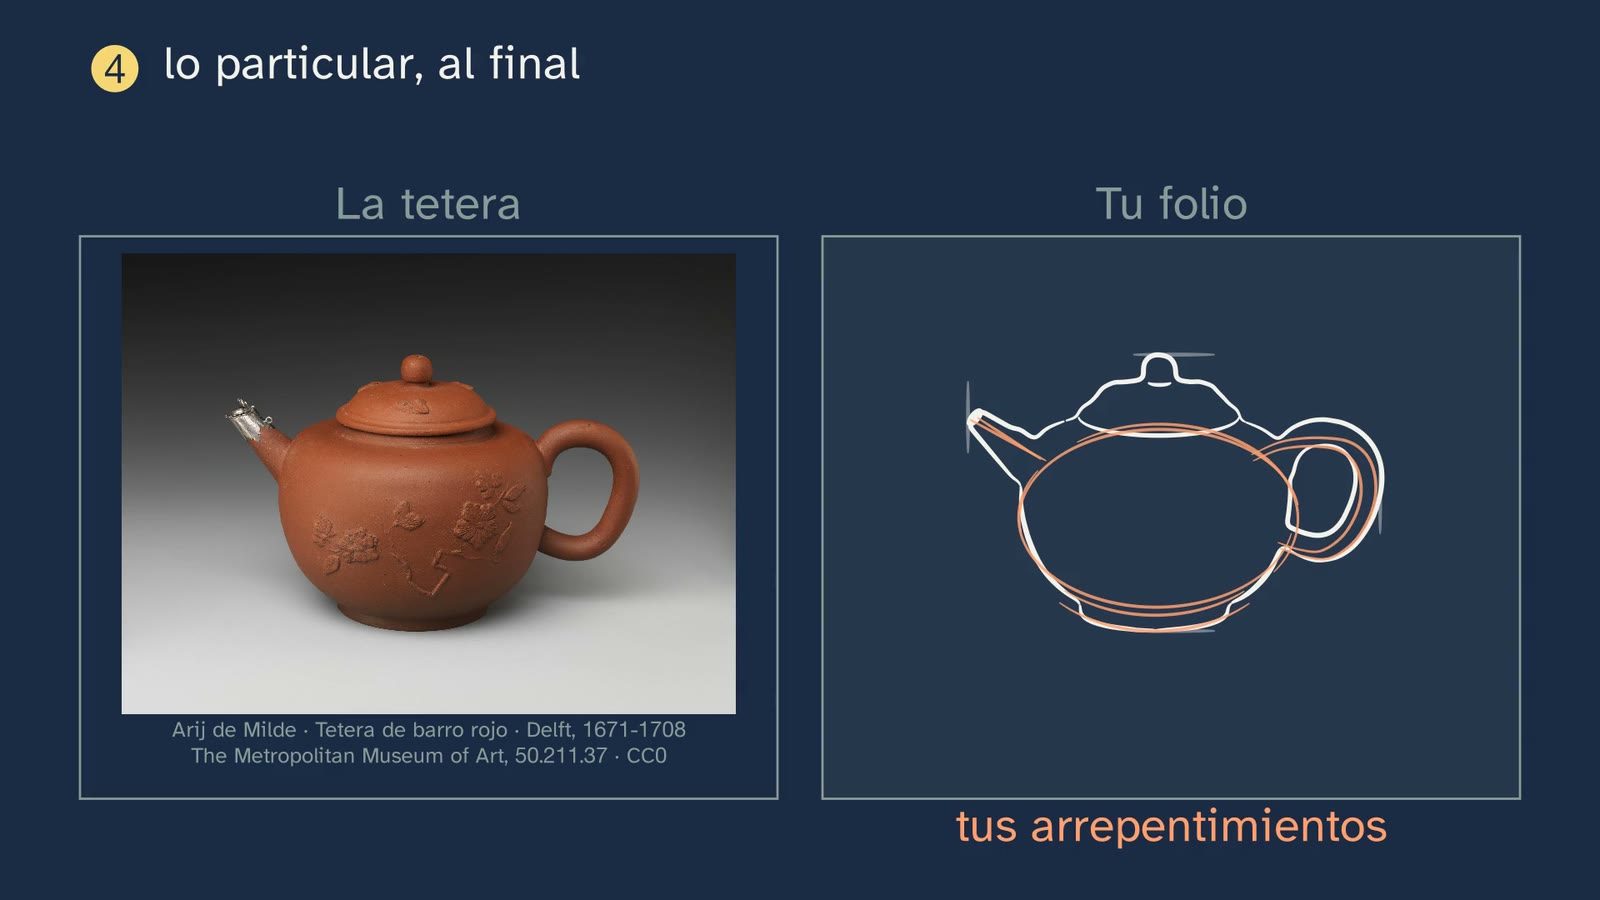 4 lo particular, al final
La tetera
Tu folio
Arij de Milde · Tetera de barro rojo · Delft, 1671-1708
The Metropolitan Museum of Art, 50.211.37 · CC0
tus arrepentimientos